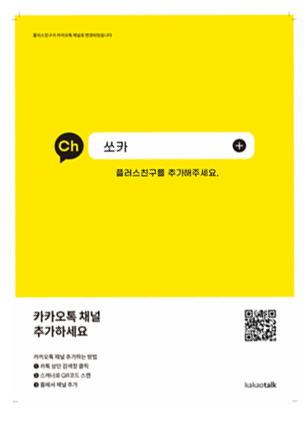 플러스친구가 카카오톡 채널로 변경되었습니다
Ch
쏘카
플러스친구를 추가해주세요.
카카오톡 채널
추가하세요
카카오톡 채널 추가하는 방법
1 카톡 상단 검색창 클릭
2 스캐너로 QR코드 스캔
3 홈에서 채널 추가
kakaotalk